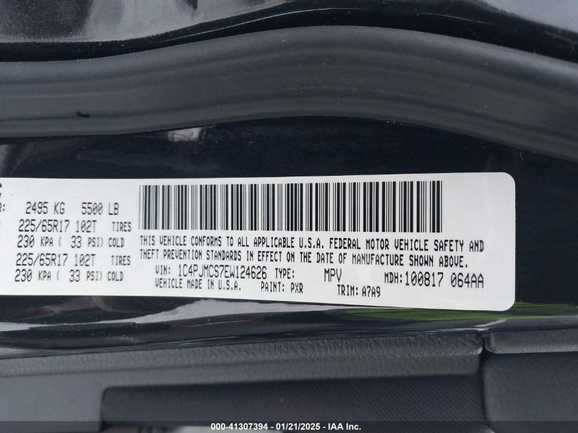 2495 KG 5500 LB
225/65R17 102T TIRES
230 KPA ( 33 PSI) COLD
225/65R17 102T TIRES
230 KPA ( 33 PSI) COLD
THIS VEHICLE CONFORMS TO ALL APPLICABLE U.S.A. FEDERAL MOTOR VEHICLE SAFETY AND
THEFT PREVENTION STANDARDS IN EFFECT ON THE DATE OF MANUFACTURE SHOWN ABOVE.
VIN: 1C4PJMCS7EW124626 TYPE: MPV MDH: 100817 064AA
VEHICLE MADE IN U.S.A. PAINT: PXR TRIM: A7A9
000-41307394 - 01/21/2025 - IAA Inc.